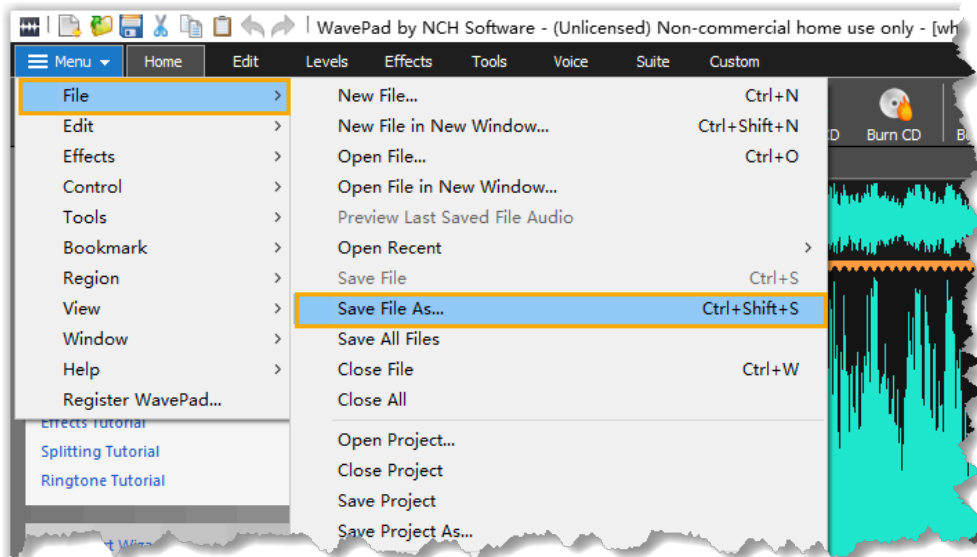 WavePad by NCH Software - (Unlicensed) Non-commercial home use only - [wh
Menu Home Edit Levels Effects Tools Voice Suite Custom
File
Edit
Effects
Control
Tools
Bookmark
Region
View
Window
Help
Register WavePad...
New File... Ctrl+N
New File in New Window... Ctrl+Shift+N
Open File... Ctrl+O
Open File in New Window...
Preview Last Saved File Audio
Open Recent
Save File Ctrl+S
Save File As... Ctrl+Shift+S
Save All Files
Close File Ctrl+W
Close All
Open Project...
Close Project
Save Project
Save Project As...
Burn CD
Effects Tutorial
Splitting Tutorial
Ringtone Tutorial